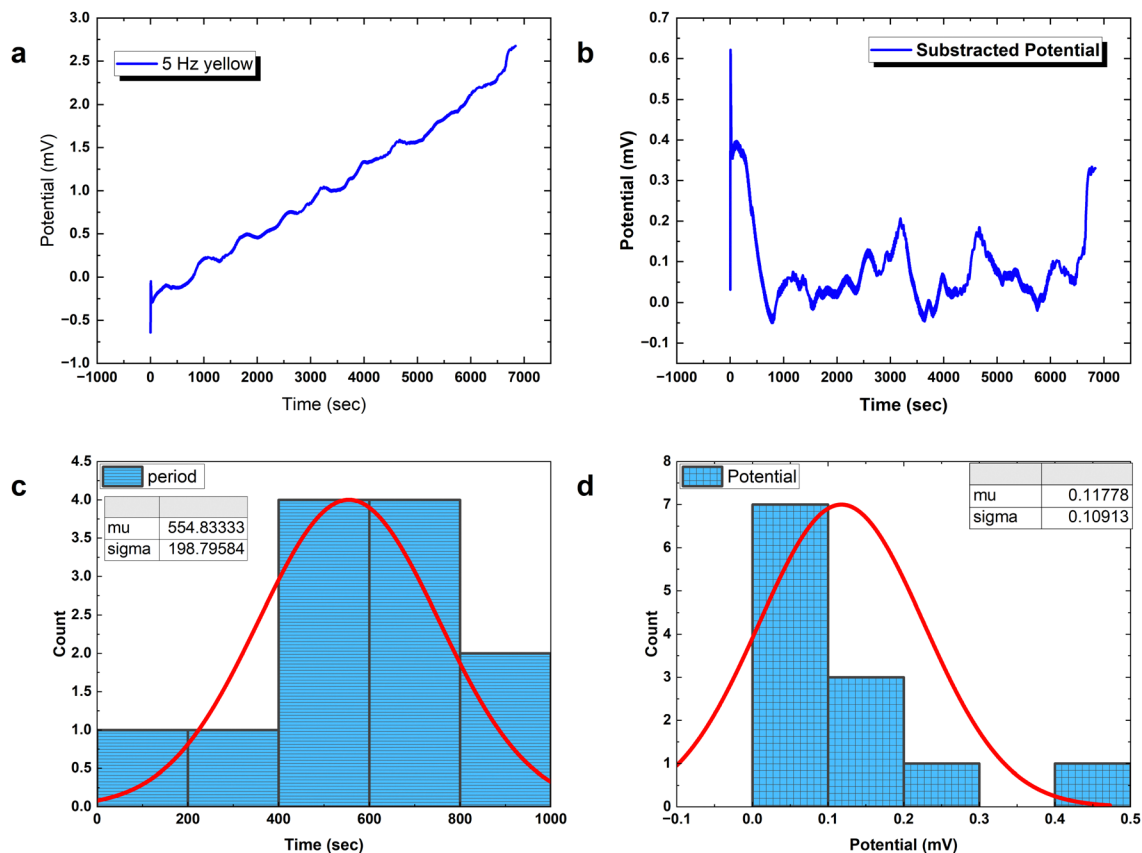 a
5 Hz yellow
3.0
2.5
2.0
1.5
1.0
0.5
0.0
−0.5
−1.0
Potential (mV)
−1000 0 1000 2000 3000 4000 5000 6000 7000
Time (sec)
b
Substracted Potential
0.7
0.6
0.5
0.4
0.3
0.2
0.1
0.0
−0.1
Potential (mV)
−1000 0 1000 2000 3000 4000 5000 6000 7000
Time (sec)
c
period
mu 554.83333
sigma 198.79584
4.5
4.0
3.5
3.0
2.5
2.0
1.5
1.0
0.5
0.0
Count
0 200 400 600 800 1000
Time (sec)
d
Potential
mu 0.11778
sigma 0.10913
8
7
6
5
4
3
2
1
0
Count
−0.1 0.0 0.1 0.2 0.3 0.4 0.5
Potential (mV)